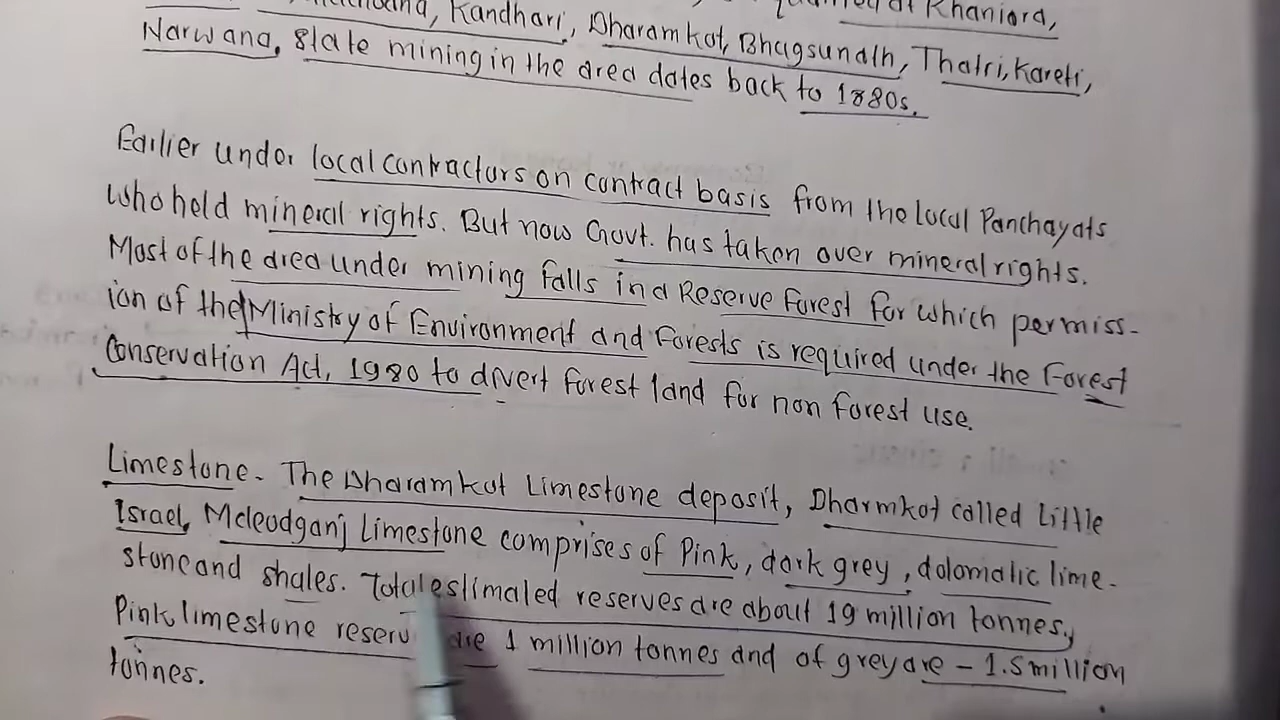 Kandhari, Dharamkot, Bhagsunath, Thatri, Kareti, Khaniara,
Narwana, Slate mining in the area dates back to 1880s.
Earlier under local contractors on contract basis from the local Panchayats
who held mineral rights. But now Govt. has taken over mineral rights.
Most of the area under mining falls in a Reserve Forest for which permiss-
ion of the Ministry of Environment and Forests is required under the Forest
Conservation Act, 1980 to divert forest land for non forest use.
Limestone- The Dharamkot Limestone deposit, Dharmkot called Little
Israel, Mcleodganj Limestone comprises of Pink, dark grey, dolomatic lime-
stone and shales. Total estimated reserves are about 19 million tonnes,
Pink limestone are 1 million tonnes and of grey are - 1.5 million
tonnes.